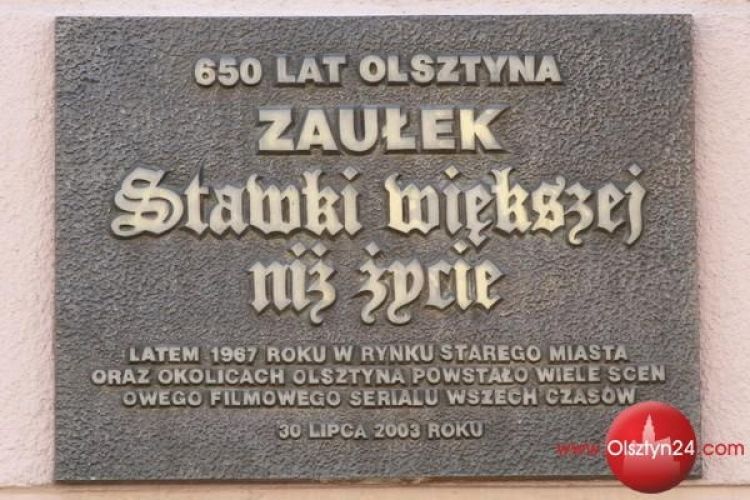 650 LAT OLSZTYNA
ZAUŁEK
Stawki większej
niż życie
LATEM 1967 ROKU W RYNKU STAREGO MIASTA
ORAZ OKOLICACH OLSZTYNA POWSTAŁO WIELE SCEN
OWEGO FILMOWEGO SERIALU WSZECH CZASÓW
30 LIPCA 2003 ROKU
www.Olsztyn24.com